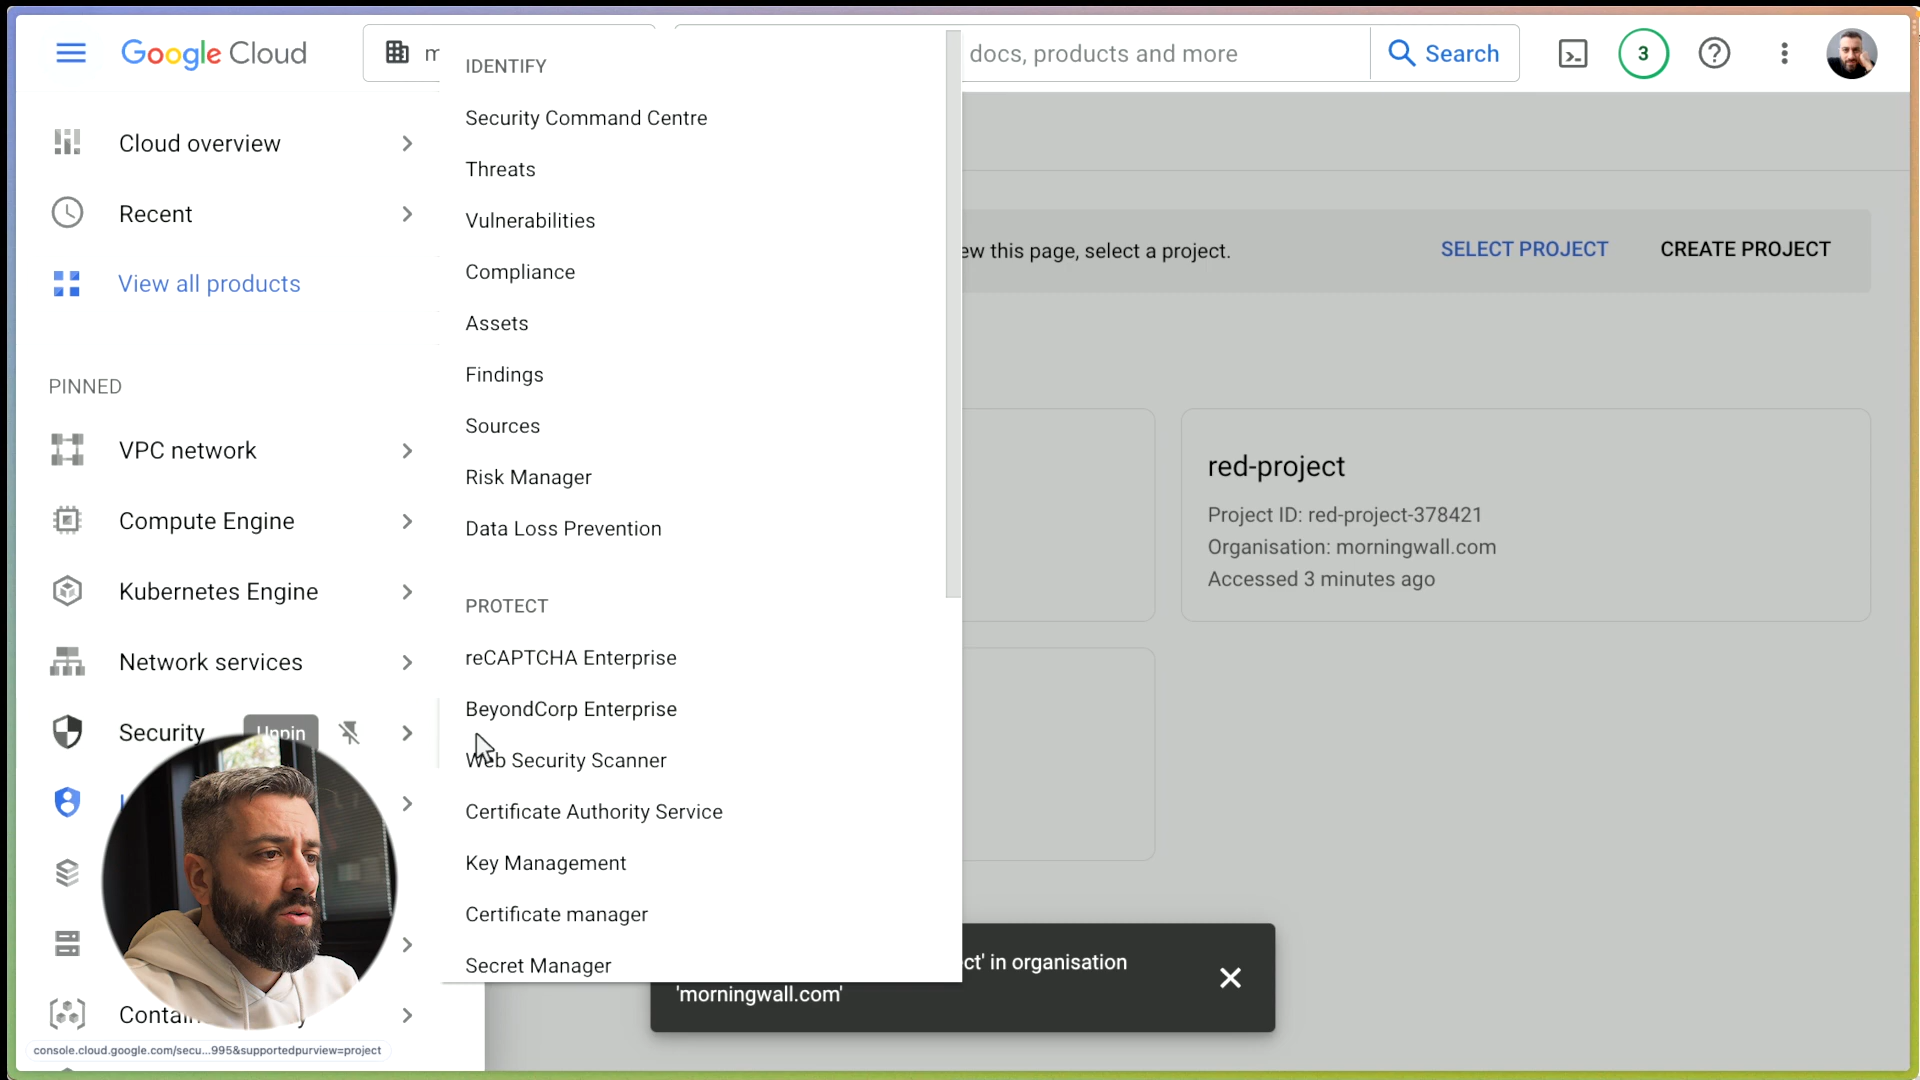 Google Cloud
docs, products and more
Search
3
Cloud overview
Recent
View all products
PINNED
VPC network
Compute Engine
Kubernetes Engine
Network services
Security
Unpin
IDENTIFY
Security Command Centre
Threats
Vulnerabilities
Compliance
Assets
Findings
Sources
Risk Manager
Data Loss Prevention
PROTECT
reCAPTCHA Enterprise
BeyondCorp Enterprise
Web Security Scanner
Certificate Authority Service
Key Management
Certificate manager
Secret Manager
this page, select a project.
SELECT PROJECT
CREATE PROJECT
red-project
Project ID: red-project-378421
Organisation: morningwall.com
Accessed 3 minutes ago
in organisation
'morningwall.com'
console.cloud.google.com/secu...995&supportedpurview=project